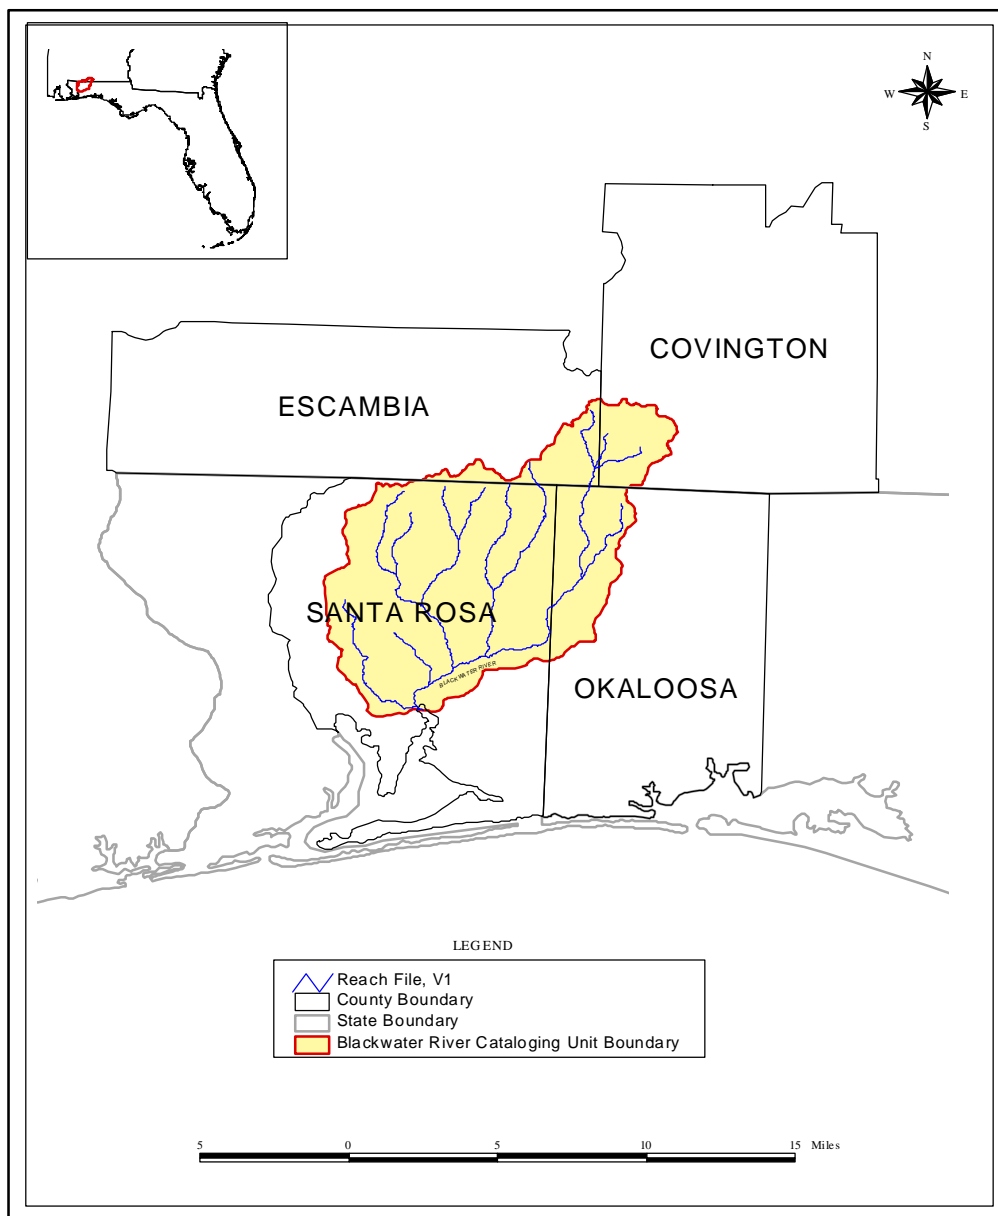 N
W E
S
COVINGTON
ESCAMBIA
SANTA ROSA
BLACKWATER RIVER
OKALOOSA
LEGEND
Reach File, V1
County Boundary
State Boundary
Blackwater River Cataloging Unit Boundary
5 0 5 10 15 Miles